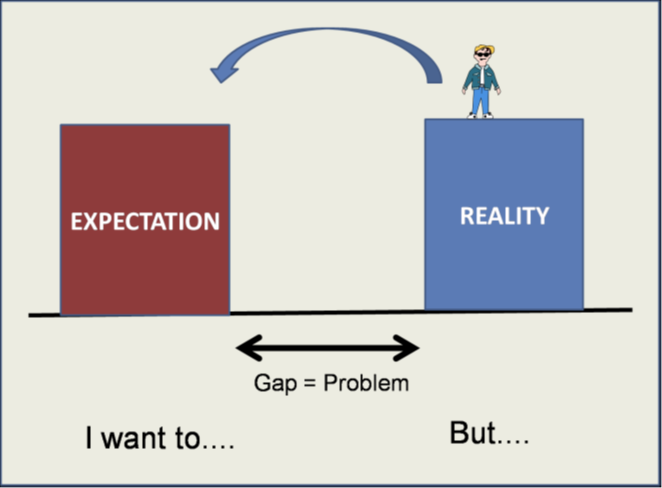 EXPECTATION
REALITY
Gap = Problem
I want to....
But....